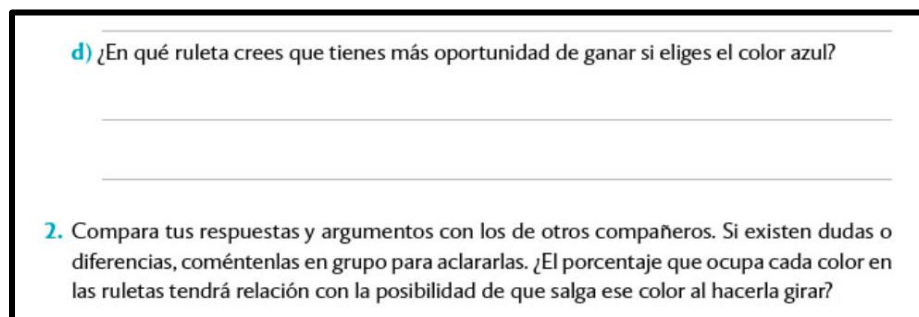 d) ¿En qué ruleta crees que tienes más oportunidad de ganar si eliges el color azul?
2. Compara tus respuestas y argumentos con los de otros compañeros. Si existen dudas o
diferencias, coméntenlas en grupo para aclararlas. ¿El porcentaje que ocupa cada color en
las ruletas tendrá relación con la posibilidad de que salga ese color al hacerla girar?